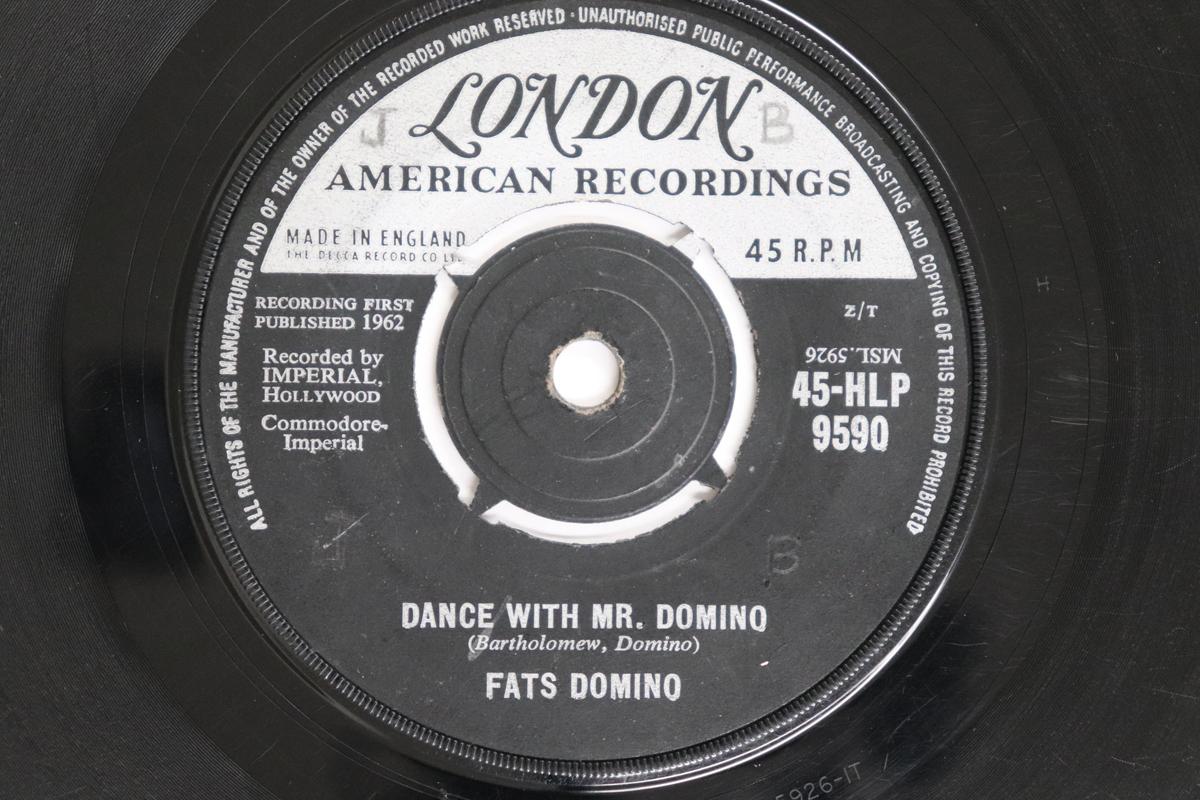 ALL RIGHTS OF THE MANUFACTURER AND OF THE OWNER OF THE RECORDED WORK RESERVED · UNAUTHORISED PUBLIC PERFORMANCE BROADCASTING AND COPYING OF THIS RECORD PROHIBITED
J LONDON B
AMERICAN RECORDINGS
MADE IN ENGLAND
THE DECCA RECORD CO
45 R.P.M
RECORDING FIRST
PUBLISHED 1962
Z/T
Recorded by
IMPERIAL,
HOLLYWOOD
MSL.5926
45-HLP
9590
Commodore-
Imperial
B
DANCE WITH MR. DOMINO
(Bartholomew, Domino)
FATS DOMINO
5926-1T